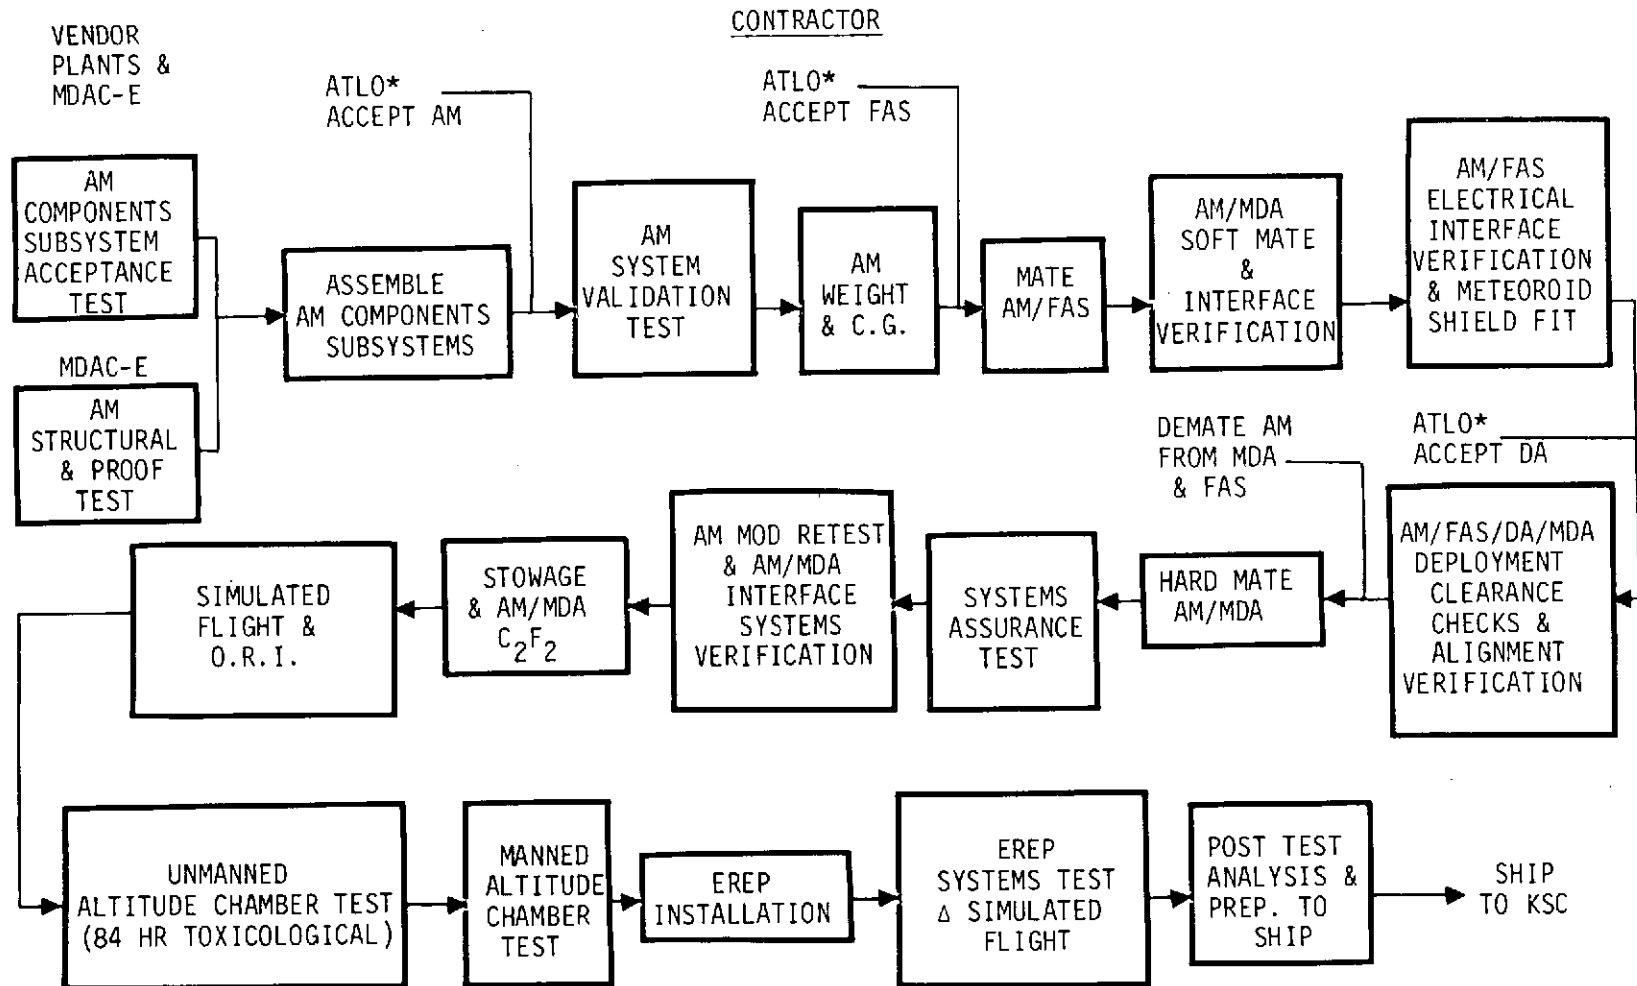 CONTRACTOR
VENDOR
PLANTS &
MDAC-E
ATLO*
ACCEPT AM
ATLO*
ACCEPT FAS
AM
COMPONENTS
SUBSYSTEM
ACCEPTANCE
TEST
MDAC-E
AM
STRUCTURAL
& PROOF
TEST
ASSEMBLE
AM COMPONENTS
SUBSYSTEMS
AM
SYSTEM
VALIDATION
TEST
AM
WEIGHT
& C.G.
MATE
AM/FAS
AM/MDA
SOFT MATE
&
INTERFACE
VERIFICATION
AM/FAS
ELECTRICAL
INTERFACE
VERIFICATION
& METEOROID
SHIELD FIT
ATLO*
ACCEPT DA
AM/FAS/DA/MDA
DEPLOYMENT
CLEARANCE
CHECKS &
ALIGNMENT
VERIFICATION
DEMATE AM
FROM MDA
& FAS
HARD MATE
AM/MDA
SYSTEMS
ASSURANCE
TEST
AM MOD RETEST
& AM/MDA
INTERFACE
SYSTEMS
VERIFICATION
STOWAGE
& AM/MDA
C2F2
SIMULATED
FLIGHT &
O.R.I.
UNMANNED
ALTITUDE CHAMBER TEST
(84 HR TOXICOLOGICAL)
MANNED
ALTITUDE
CHAMBER
TEST
EREP
INSTALLATION
EREP
SYSTEMS TEST
Δ SIMULATED
FLIGHT
POST TEST
ANALYSIS &
PREP. TO
SHIP
SHIP
TO KSC